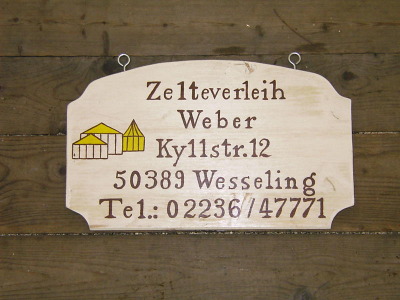 Zelteverleih
Weber
Kyllstr.12
50389 Wesseling
Tel.: 02236/47771